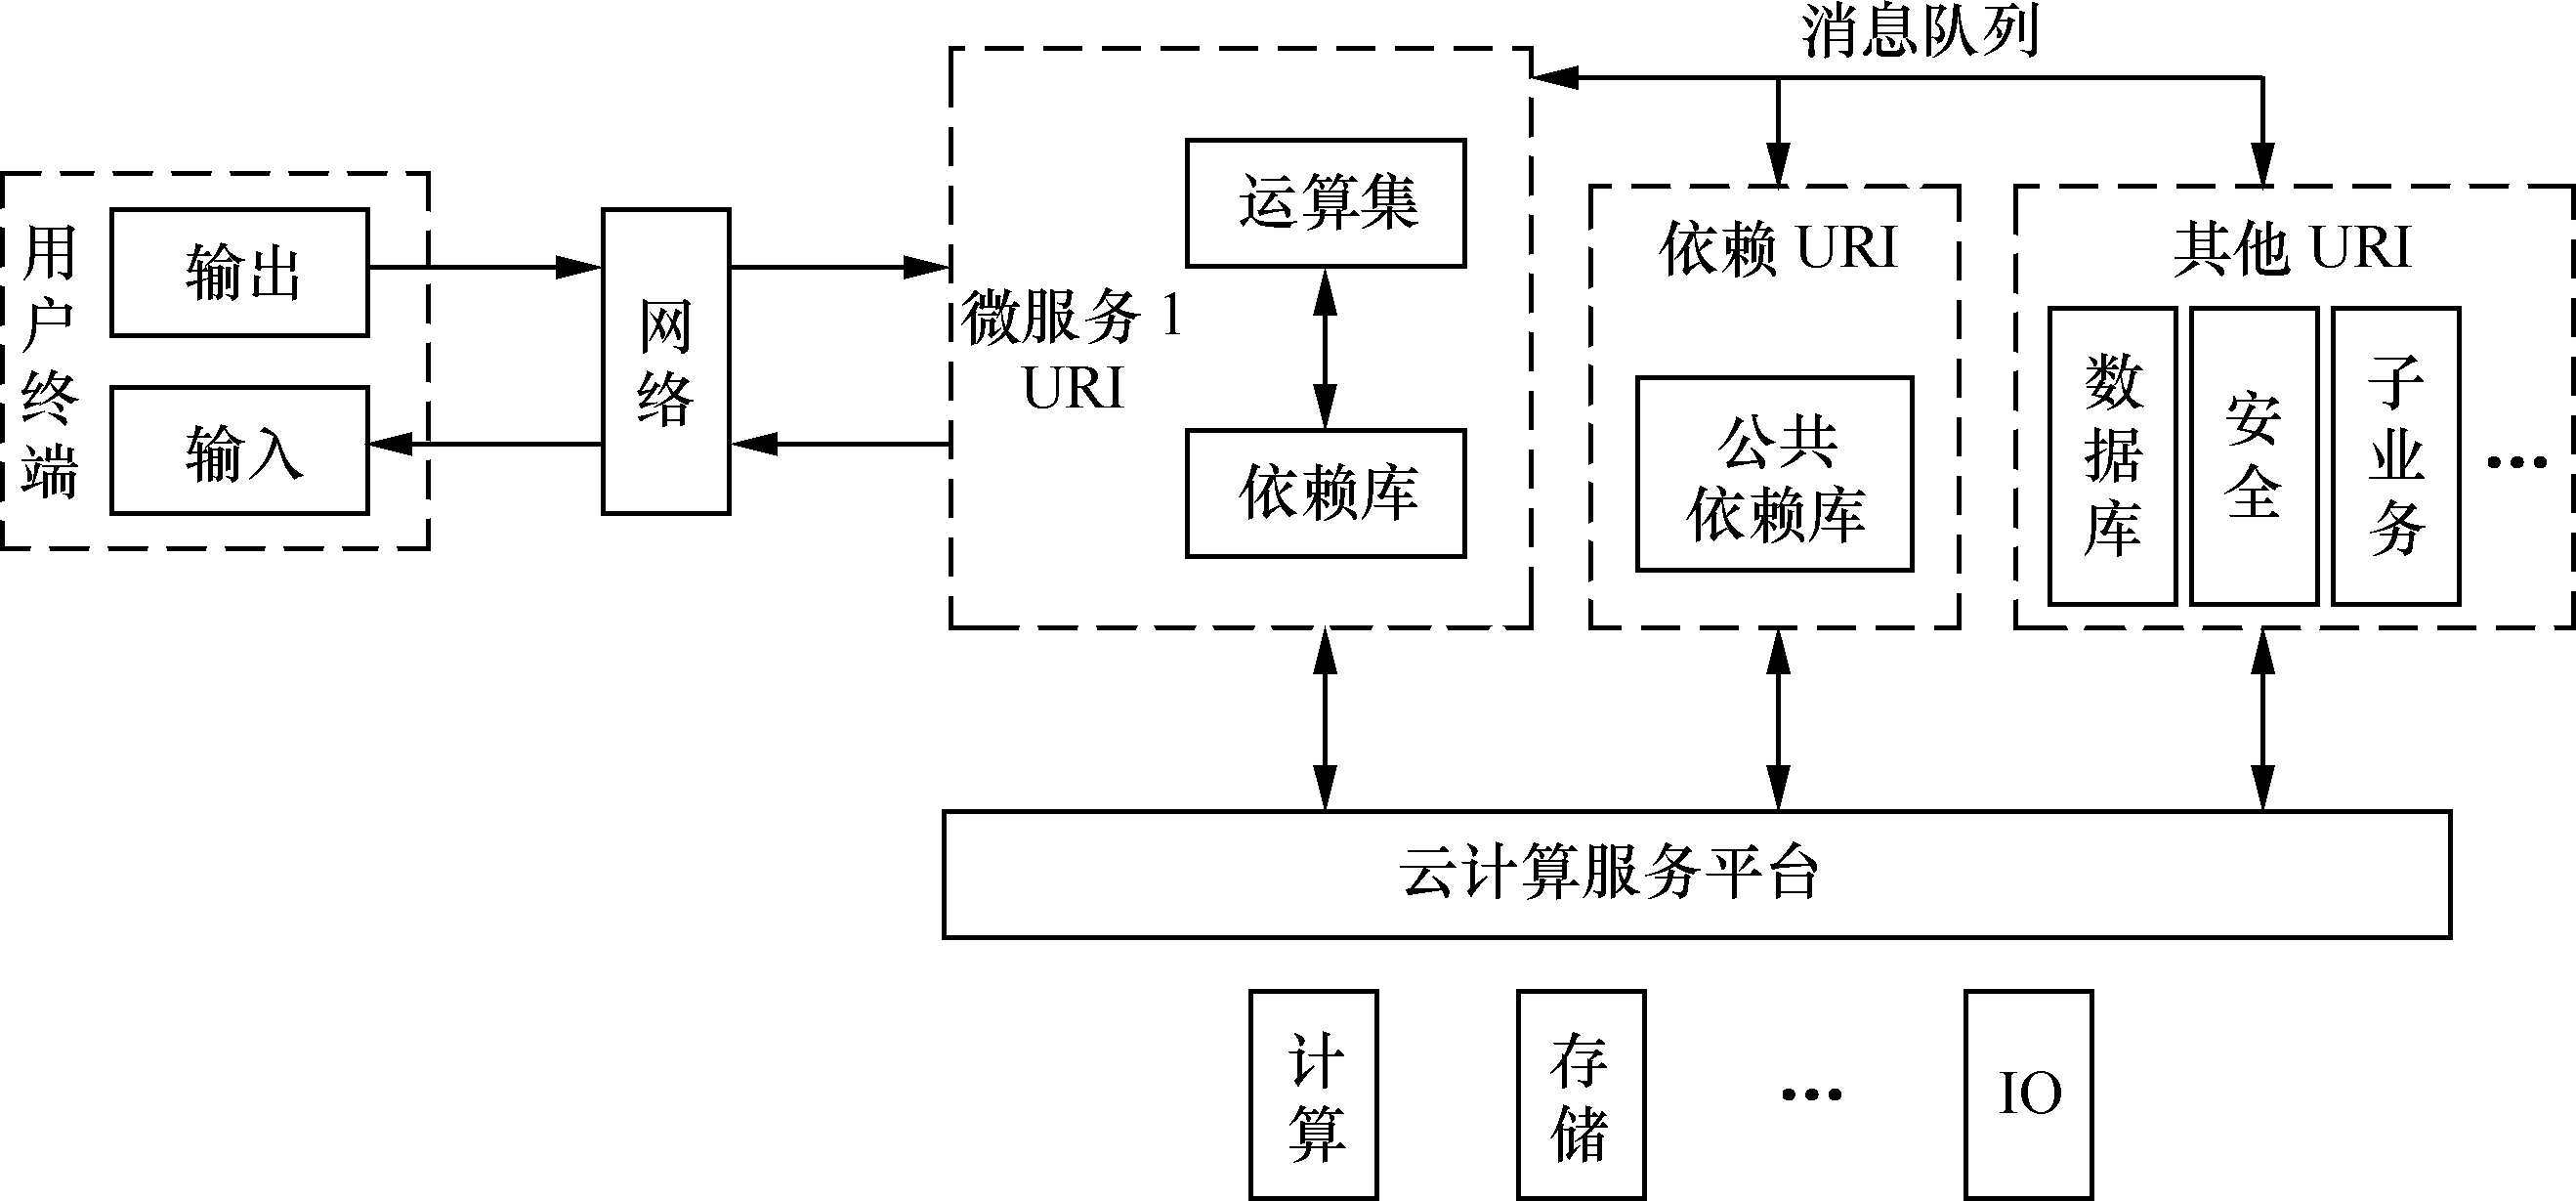 消息队列
用户终端
输出
输入
网络
微服务 1
URI
运算集
依赖库
依赖 URI
公共
依赖库
其他 URI
数据库
安全
子业务
•••
云计算服务平台
计算
存储
•••
IO